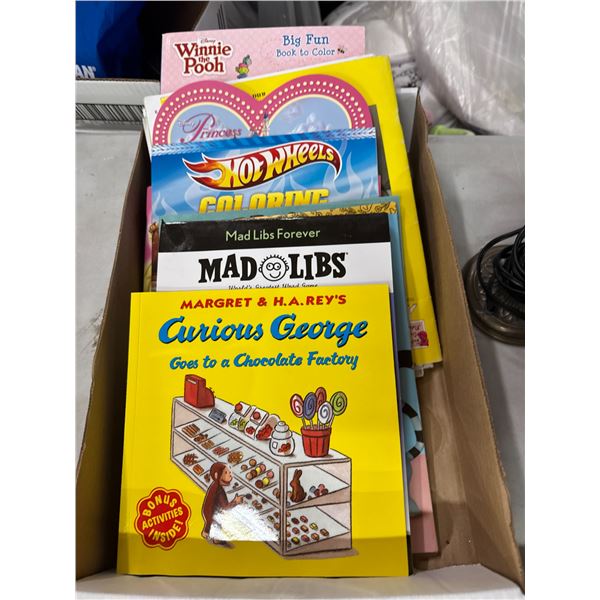 Disney
Winnie
the
Pooh
Big Fun
Book to Color
Princess
HOT WHEELS
COLORING
Mad Libs Forever
MAD LIBS
World's Greatest Word Game
MARGRET & H.A. REY'S
Curious George
Goes to a Chocolate Factory
BONUS
ACTIVITIES
INSIDE!
AN